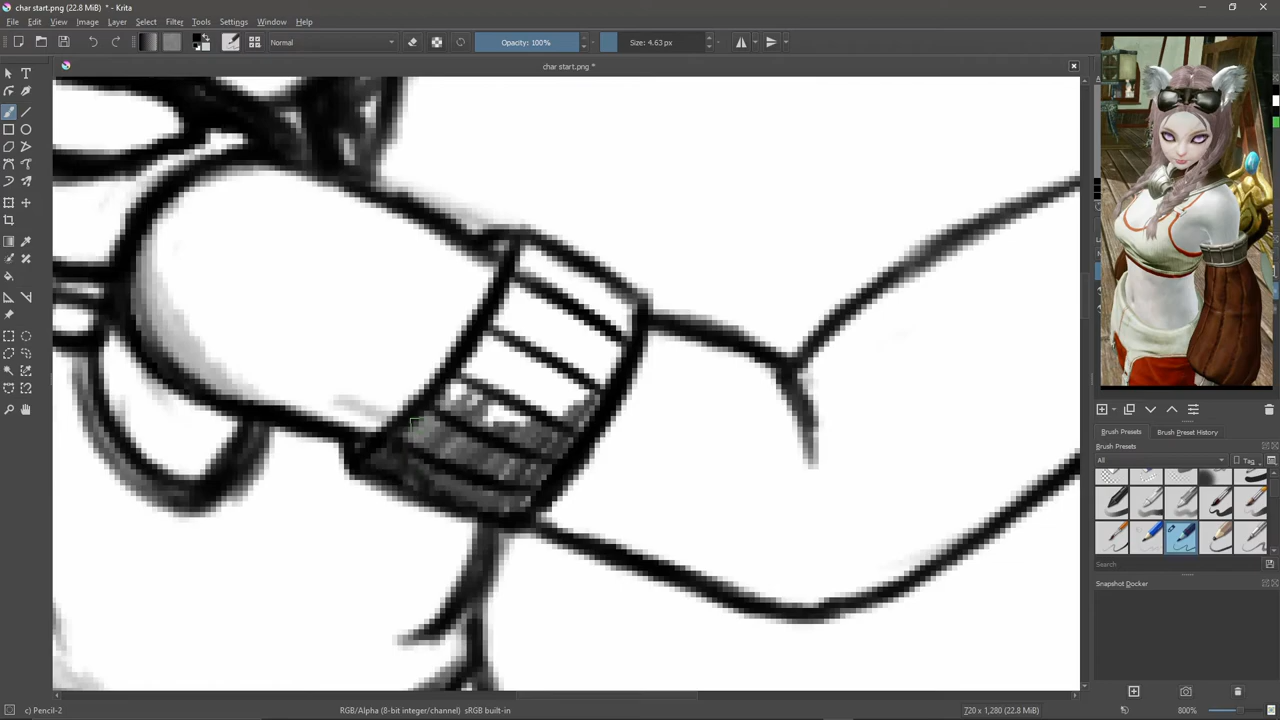 char start.png (22.8 MiB) * - Krita
File Edit View Image Layer Select Filter Tools Settings Window Help
Normal Opacity: 100% Size: 4.63 px
char start.png *
Brush Presets Brush Preset History
Brush Presets
All Tag
Search
Snapshot Docker
c) Pencil-2 RGB/Alpha (8-bit integer/channel) sRGB built-in 720 x 1,280 (22.8 MiB) 800%